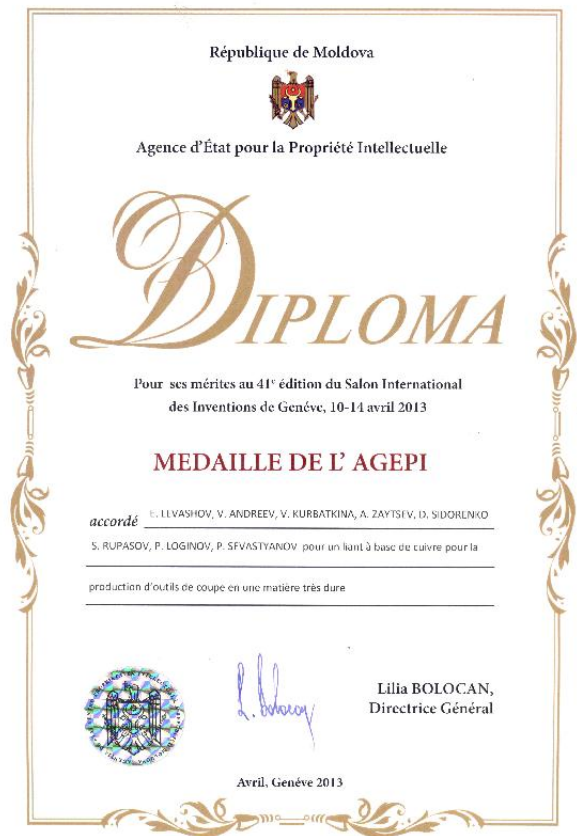 République de Moldova
Agence d'État pour la Propriété Intellectuelle
DIPLOMA
Pour ses mérites au 41ᵉ édition du Salon International
des Inventions de Genéve, 10-14 avril 2013
MEDAILLE DE L' AGEPI
accordé E. LEVASHOV, V. ANDREEV, V. KURBATKINA, A. ZAYTSEV, D. SIDORENKO
S. RUPASOV, P. LOGINOV, P. SEVASTYANOV pour un liant à base de cuivre pour la
production d'outils de coupe en une matière très dure
Lilia BOLOCAN,
Directrice Général
Avril, Genéve 2013